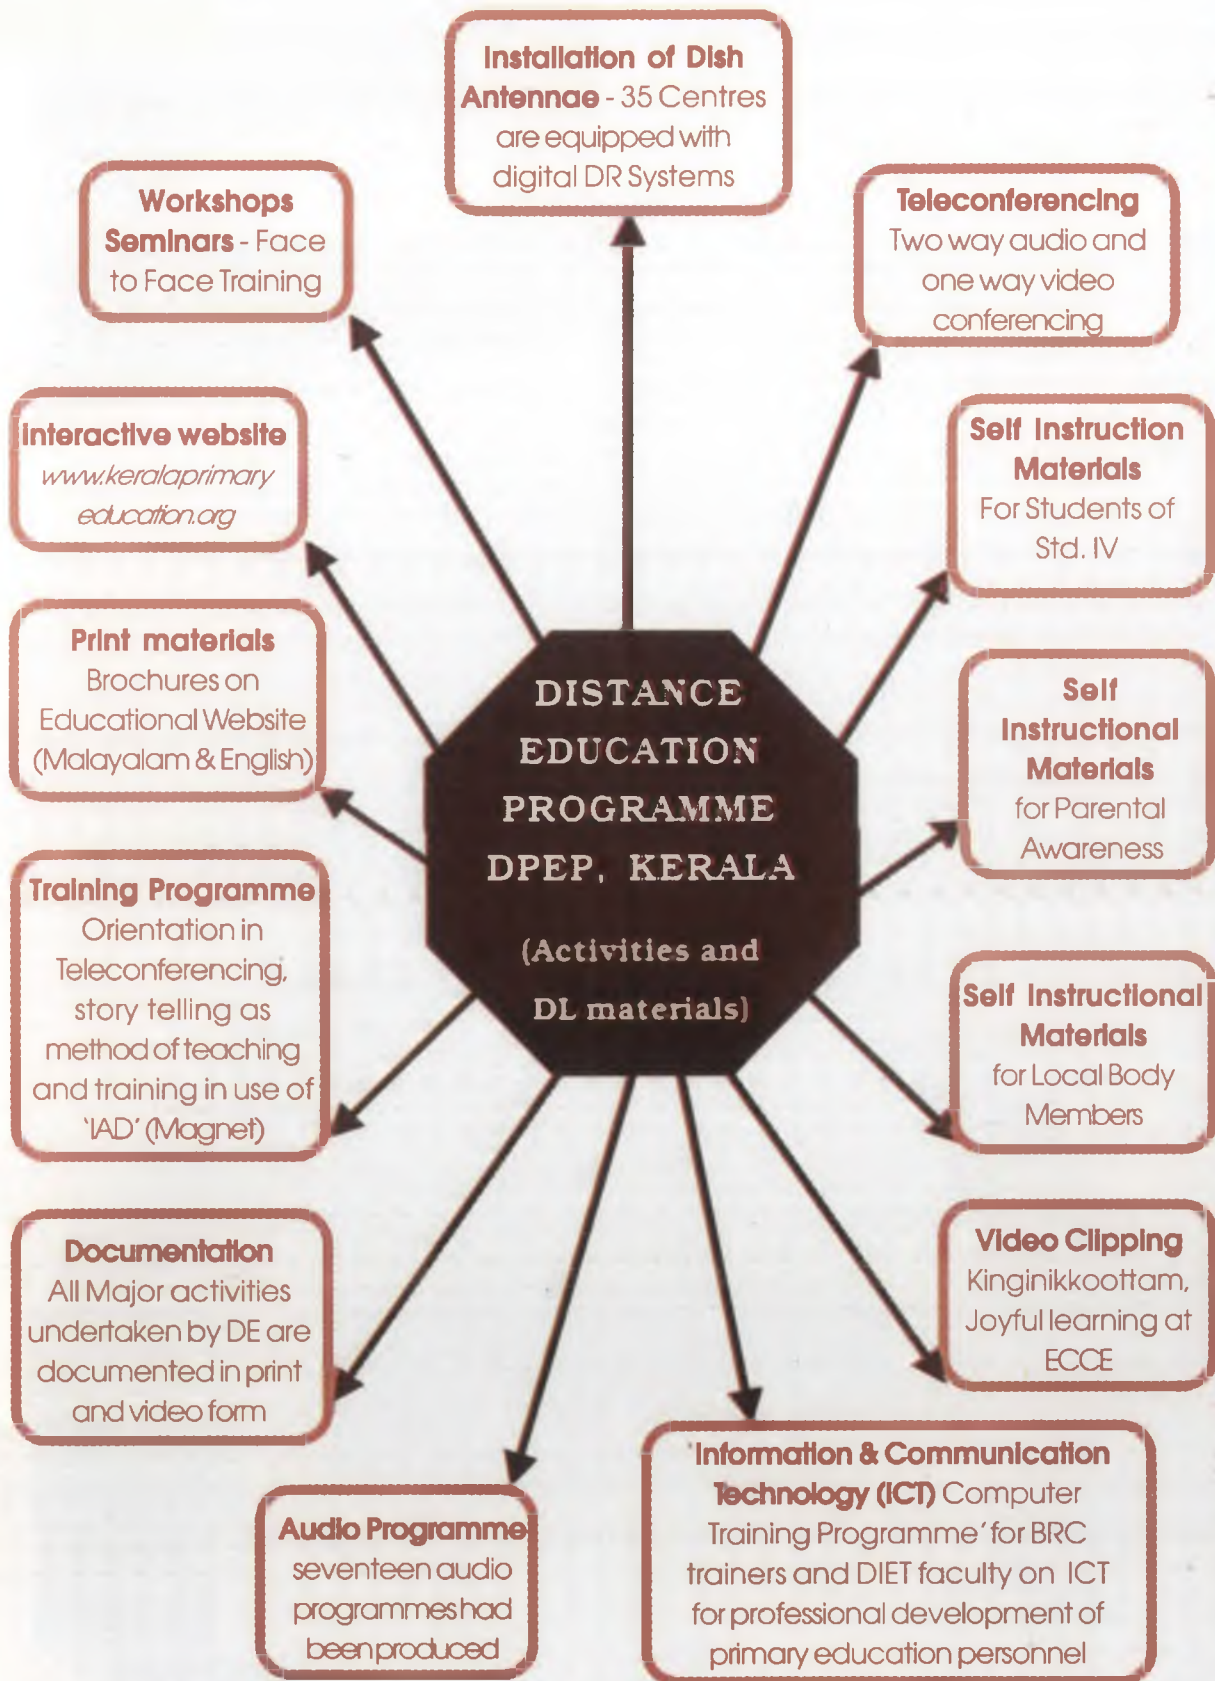 Installation of Dish
Antennae - 35 Centres
are equipped with
digital DR Systems
Workshops
Seminars - Face
to Face Training
Teleconferencing
Two way audio and
one way video
conferencing
Interactive website
www.keralaprimary
education.org
Self Instruction
Materials
For Students of
Std. IV
Print materials
Brochures on
Educational Website
(Malayalam & English)
DISTANCE
EDUCATION
PROGRAMME
DPEP, KERALA
(Activities and
DL materials)
Self
Instructional
Materials
for Parental
Awareness
Training Programme
Orientation in
Teleconferencing,
story telling as
method of teaching
and training in use of
'IAD' (Magnet)
Self Instructional
Materials
for Local Body
Members
Documentation
All Major activities
undertaken by DE are
documented in print
and video form
Video Clipping
Kinginikkoottam,
Joyful learning at
ECCE
Audio Programme
seventeen audio
programmes had
been produced
Information & Communication
Technology (ICT) Computer
Training Programme' for BRC
trainers and DIET faculty on ICT
for professional development of
primary education personnel